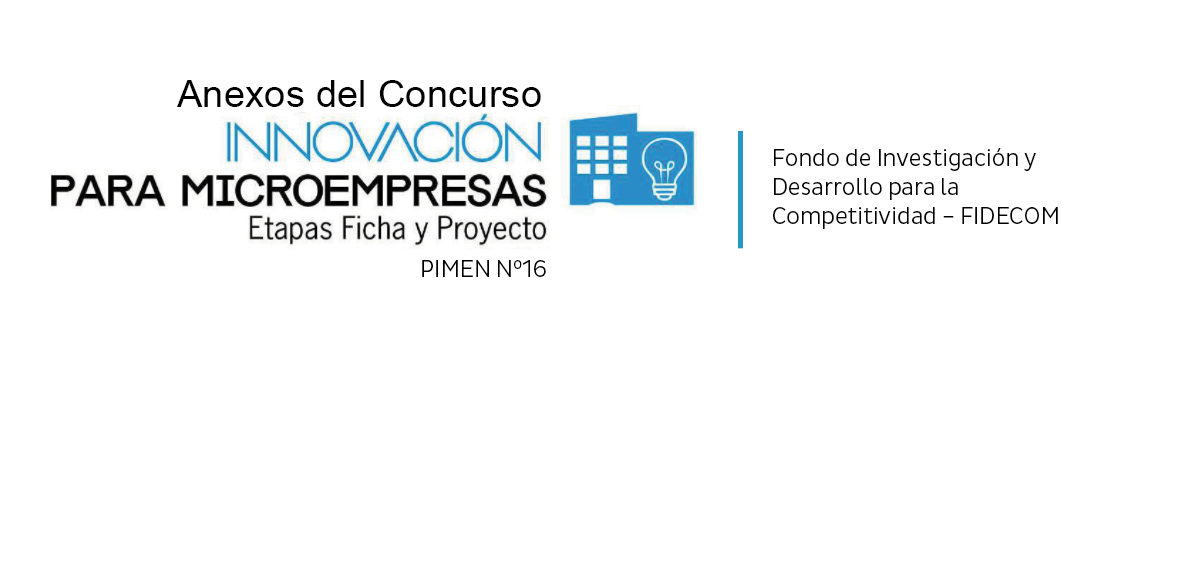 Anexos del Concurso
INNOVACIÓN
PARA MICROEMPRESAS
Etapas Ficha y Proyecto
PIMEN Nº16
Fondo de Investigación y
Desarrollo para la
Competitividad – FIDECOM